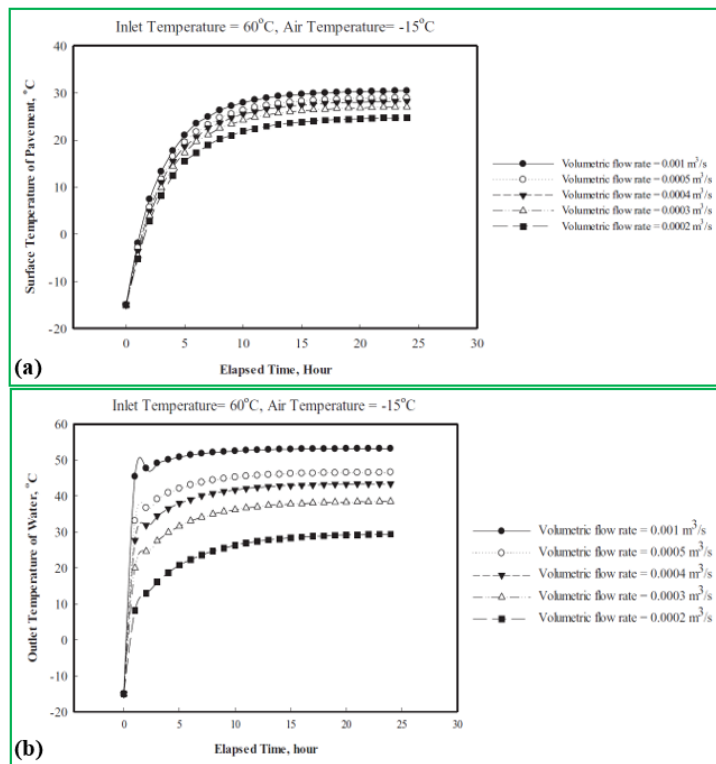 Inlet Temperature = 60°C, Air Temperature= -15°C
40
30
20
10
0
-10
-20
Surface Temperature of Pavement, °C
0
5
10
15
20
25
30
Elapsed Time, Hour
Volumetric flow rate = 0.001 m³/s
Volumetric flow rate = 0.0005 m³/s
Volumetric flow rate = 0.0004 m³/s
Volumetric flow rate = 0.0003 m³/s
Volumetric flow rate = 0.0002 m³/s
(a)
Inlet Temperature= 60°C, Air Temperature = -15°C
60
50
40
30
20
10
0
-10
-20
Outlet Temperature of Water, °C
0
5
10
15
20
25
30
Elapsed Time, hour
Volumetric flow rate = 0.001 m³/s
Volumetric flow rate = 0.0005 m³/s
Volumetric flow rate = 0.0004 m³/s
Volumetric flow rate = 0.0003 m³/s
Volumetric flow rate = 0.0002 m³/s
(b)